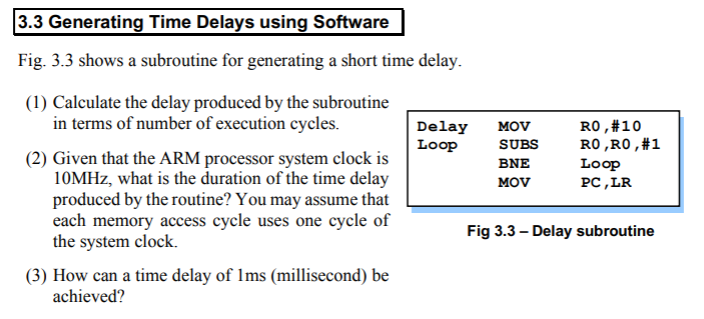 3.3 Generating Time Delays using Software
Fig. 3.3 shows a subroutine for generating a short time delay.
(1) Calculate the delay produced by the subroutine
in terms of number of execution cycles.
(2) Given that the ARM processor system clock is
10MHz, what is the duration of the time delay
produced by the routine? You may assume that
each memory access cycle uses one cycle of
the system clock.
(3) How can a time delay of 1ms (millisecond) be
achieved?
Delay MOV R0,#10
Loop SUBS R0,R0,#1
BNE Loop
MOV PC,LR
Fig 3.3 – Delay subroutine